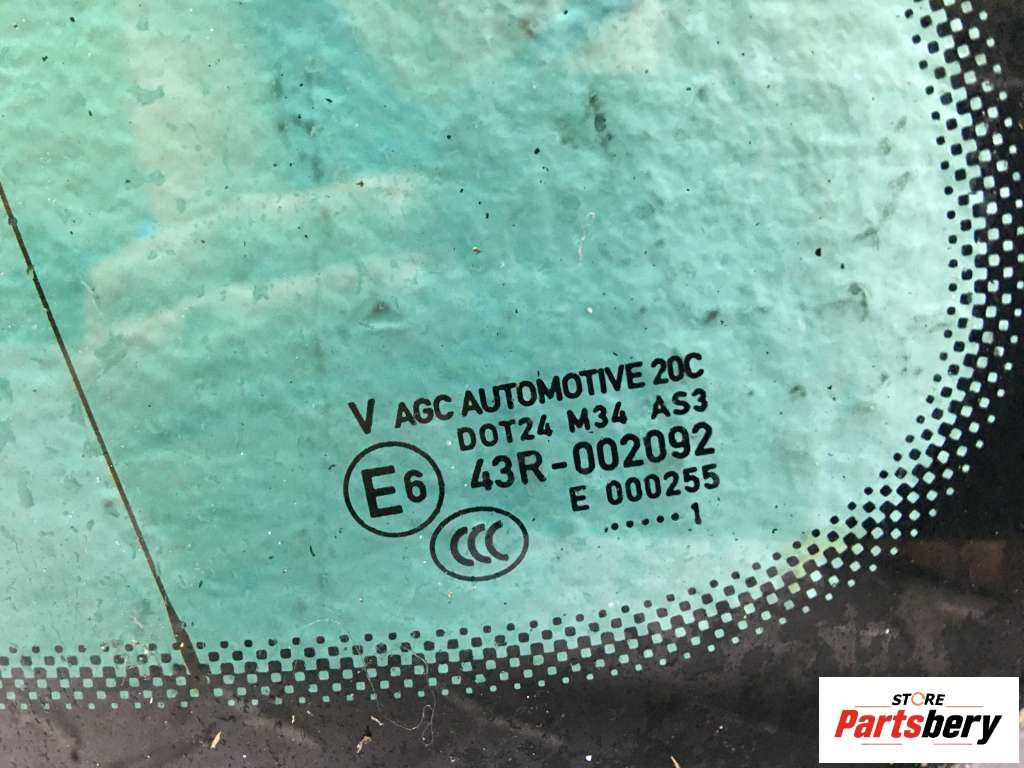 V AGC AUTOMOTIVE 20C
DOT24 M34 AS3
E6 43R-002092
E 000255
CCC
.....1
STORE
Partsbery